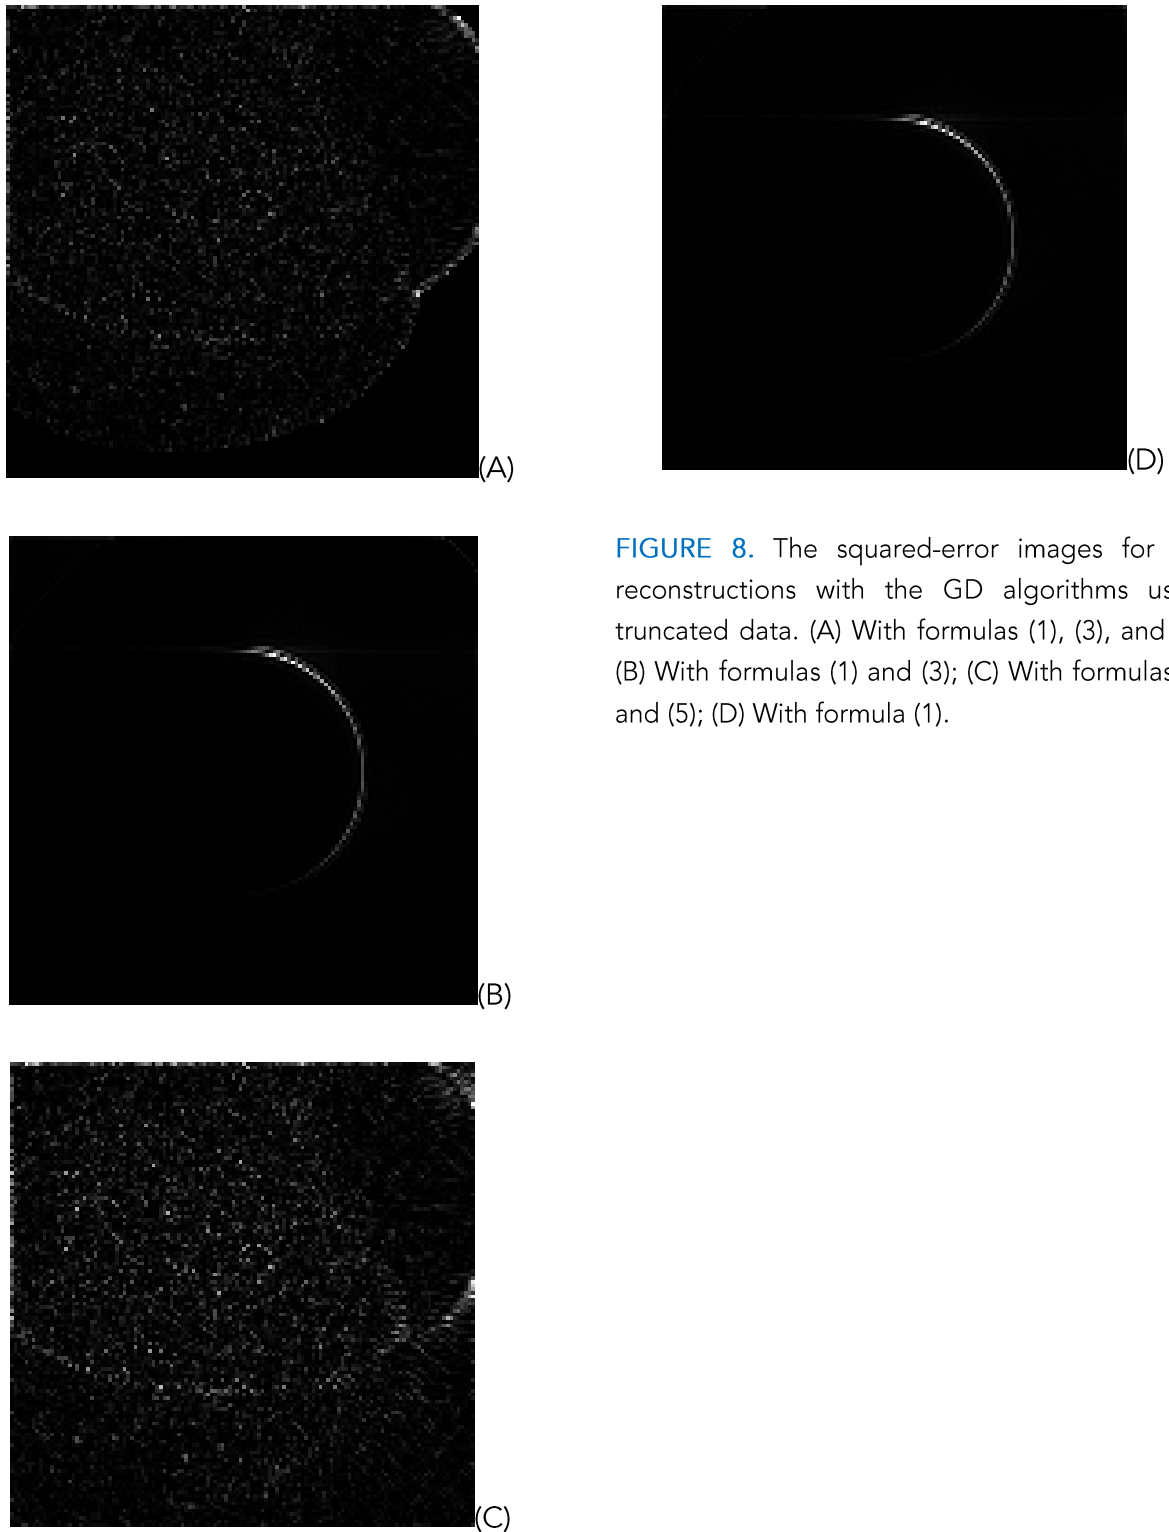 (A)
(D)
FIGURE 8. The squared-error images for
reconstructions with the GD algorithms us
truncated data. (A) With formulas (1), (3), and
(B) With formulas (1) and (3); (C) With formulas
and (5); (D) With formula (1).
(B)
(C)